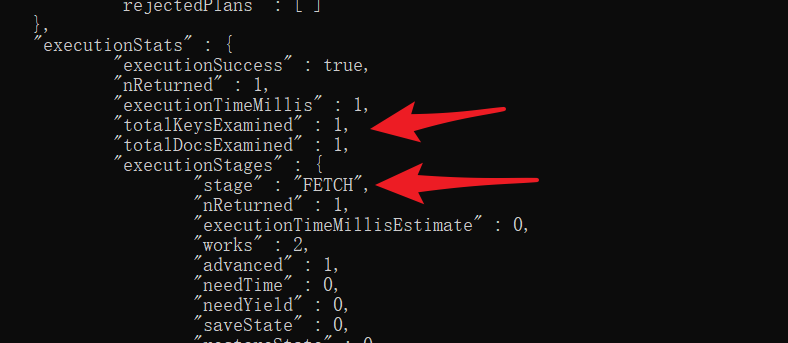 rejectedPlans : [ ]
},
"executionStats" : {
"executionSuccess" : true,
"nReturned" : 1,
"executionTimeMillis" : 1,
"totalKeysExamined" : 1,
"totalDocsExamined" : 1,
"executionStages" : {
"stage" : "FETCH",
"nReturned" : 1,
"executionTimeMillisEstimate" : 0,
"works" : 2,
"advanced" : 1,
"needTime" : 0,
"needYield" : 0,
"saveState" : 0,